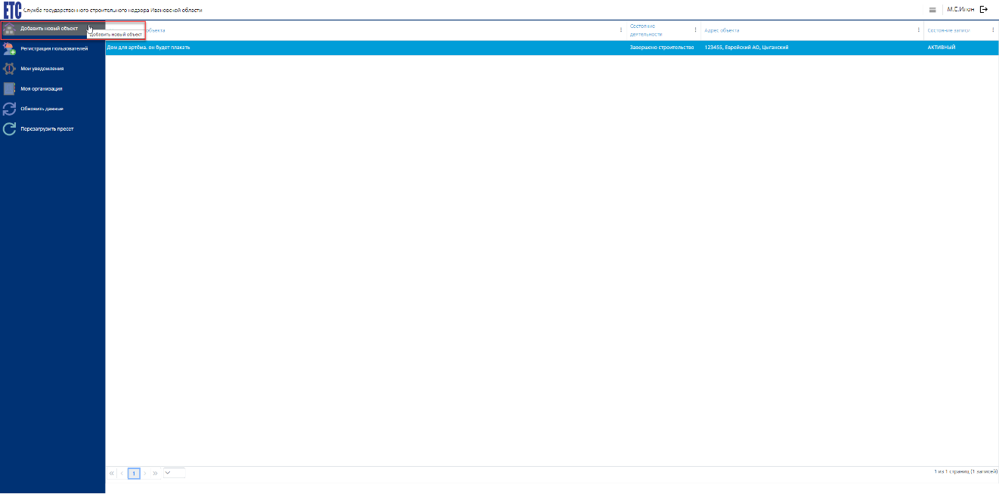 ETC Служба государственного строительного надзора Ивановской области
М.Е.Илон
Добавить новый объект
Добавить новый объект
объекта
Состояние
деятельности
Адрес объекта
Состояние записи
Дом для артёма. он будет плакать
Завершено строительство
123455, Еврейский АО, Цыганский
АКТИВНЫЙ
Регистрация пользователей
Мои уведомления
Моя организация
Обновить данные
Перезагрузить пресет
1
1 из 1 страниц (1 записей)